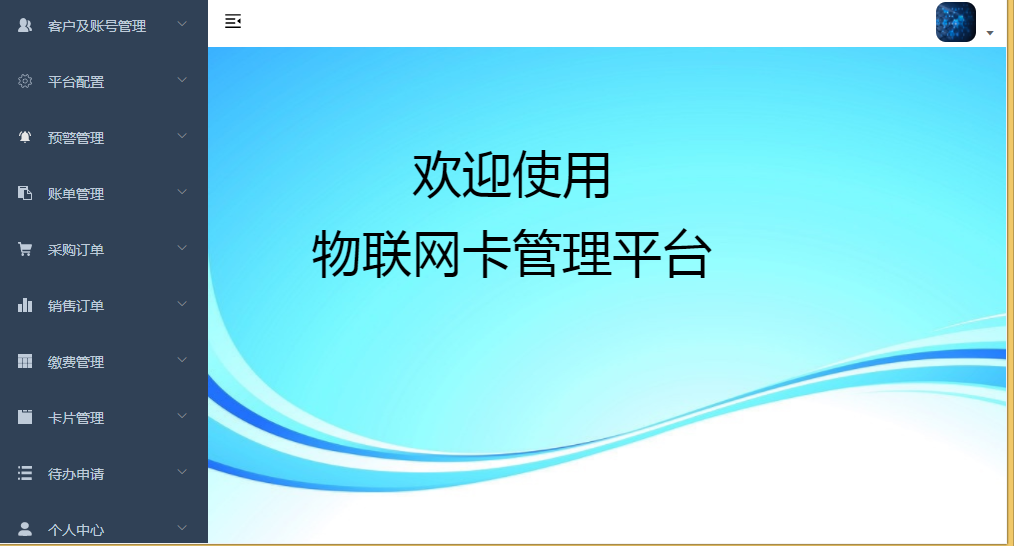 客户及账号管理
平台配置
预警管理
账单管理
采购订单
销售订单
缴费管理
卡片管理
待办申请
个人中心
欢迎使用
物联网卡管理平台